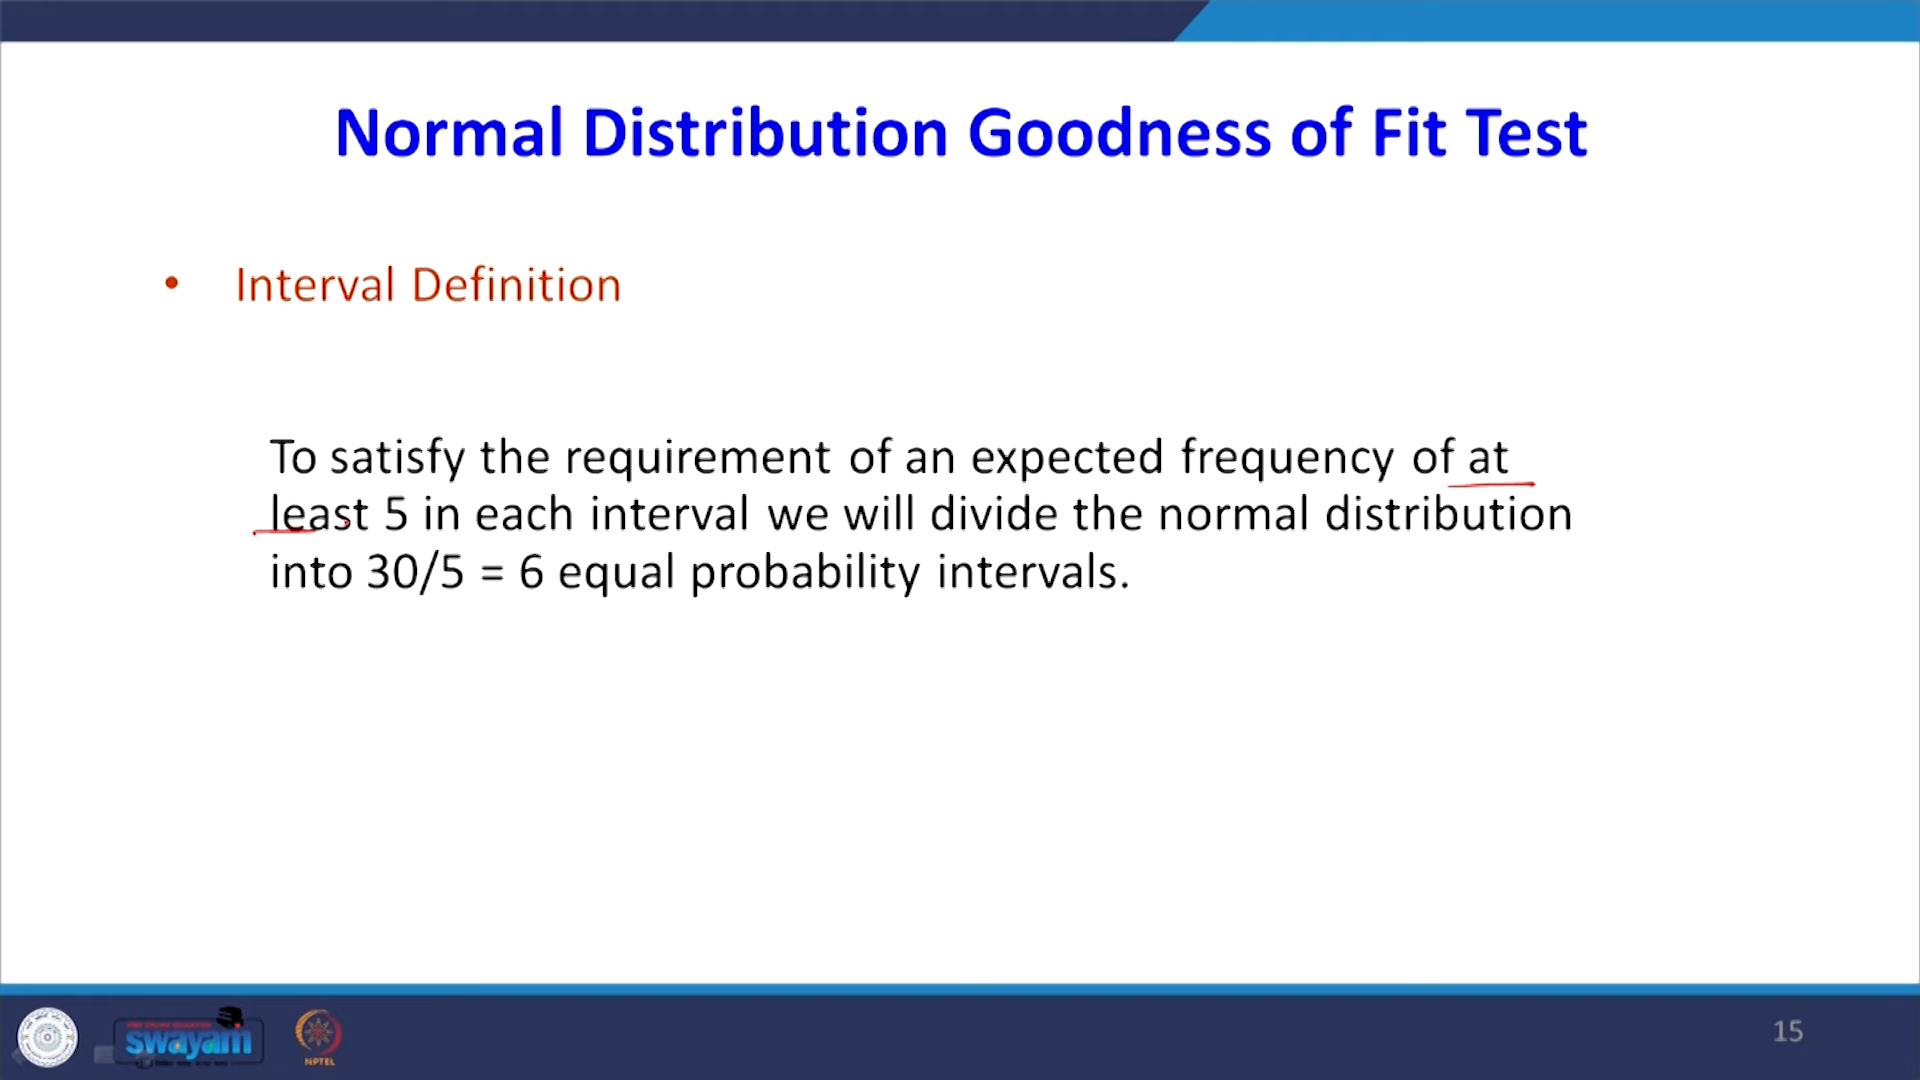 Normal Distribution Goodness of Fit Test
• Interval Definition
To satisfy the requirement of an expected frequency of at
least 5 in each interval we will divide the normal distribution
into 30/5 = 6 equal probability intervals.
swayam
NPTEL
15